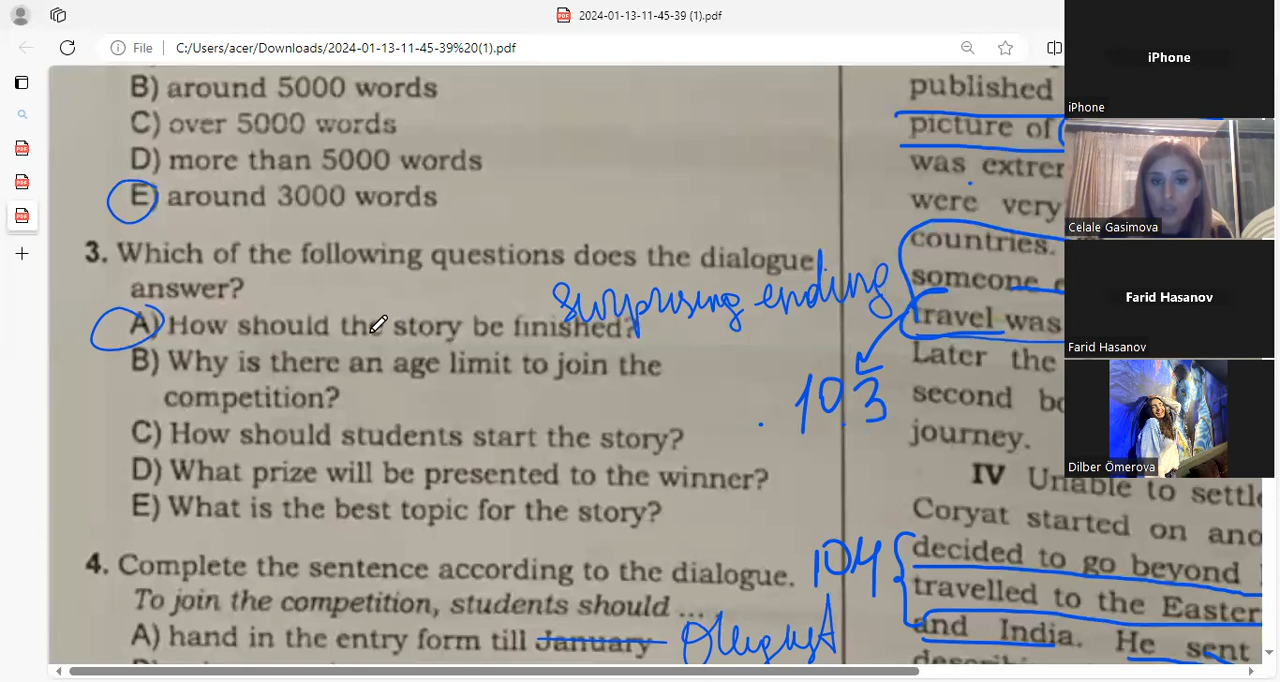 2024-01-13-11-45-39 (1).pdf
File C:/Users/acer/Downloads/2024-01-13-11-45-39%20(1).pdf
B) around 5000 words
C) over 5000 words
D) more than 5000 words
E) around 3000 words
3. Which of the following questions does the dialogue
answer?
surprising ending
A) How should the story be finished?
B) Why is there an age limit to join the
competition?
C) How should students start the story?
D) What prize will be presented to the winner?
E) What is the best topic for the story?
4. Complete the sentence according to the dialogue.
To join the competition, students should ... .
A) hand in the entry form till January August
published
picture of
was
were very
countries.
someone
travel was
103
Later the
second
journey.
IV Unable to
Coryat started on
104
decided to go beyond
travelled to the
and India. He sent
iPhone
iPhone
Celale Gasimova
Farid Hasanov
Farid Hasanov
Dilber Ömerova